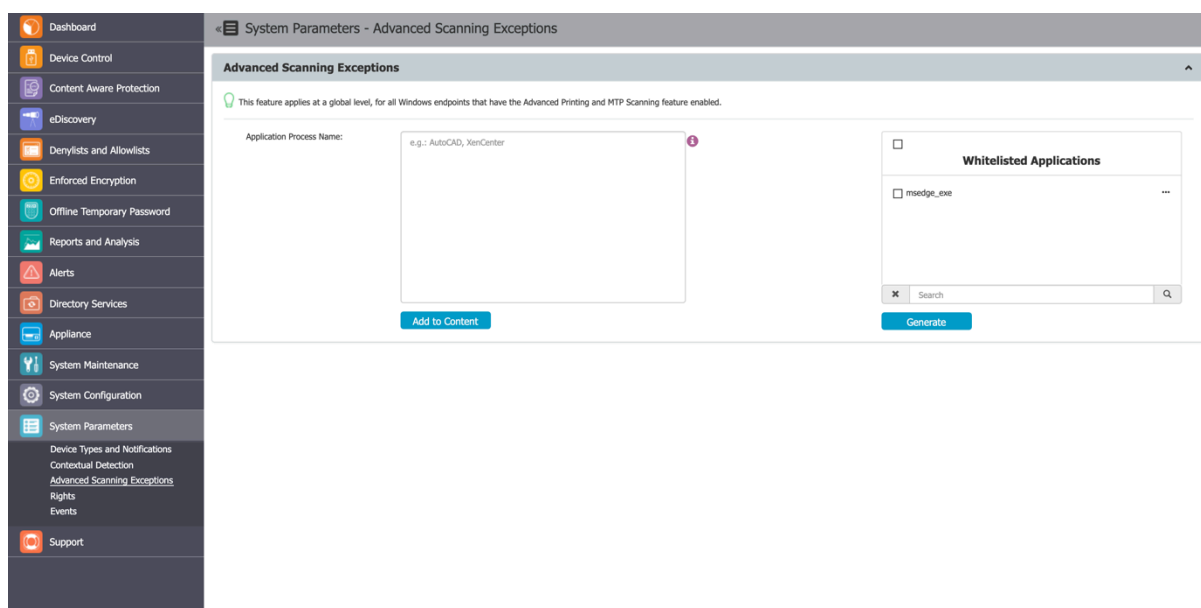 Dashboard
Device Control
Content Aware Protection
eDiscovery
Denylists and Allowlists
Enforced Encryption
Offline Temporary Password
Reports and Analysis
Alerts
Directory Services
Appliance
System Maintenance
System Configuration
System Parameters
Device Types and Notifications
Contextual Detection
Advanced Scanning Exceptions
Rights
Events
Support
System Parameters - Advanced Scanning Exceptions
Advanced Scanning Exceptions
This feature applies at a global level, for all Windows endpoints that have the Advanced Printing and MTP Scanning feature enabled.
Application Process Name:
e.g.: AutoCAD, XenCenter
Add to Content
Whitelisted Applications
msedge_exe
Search
Generate